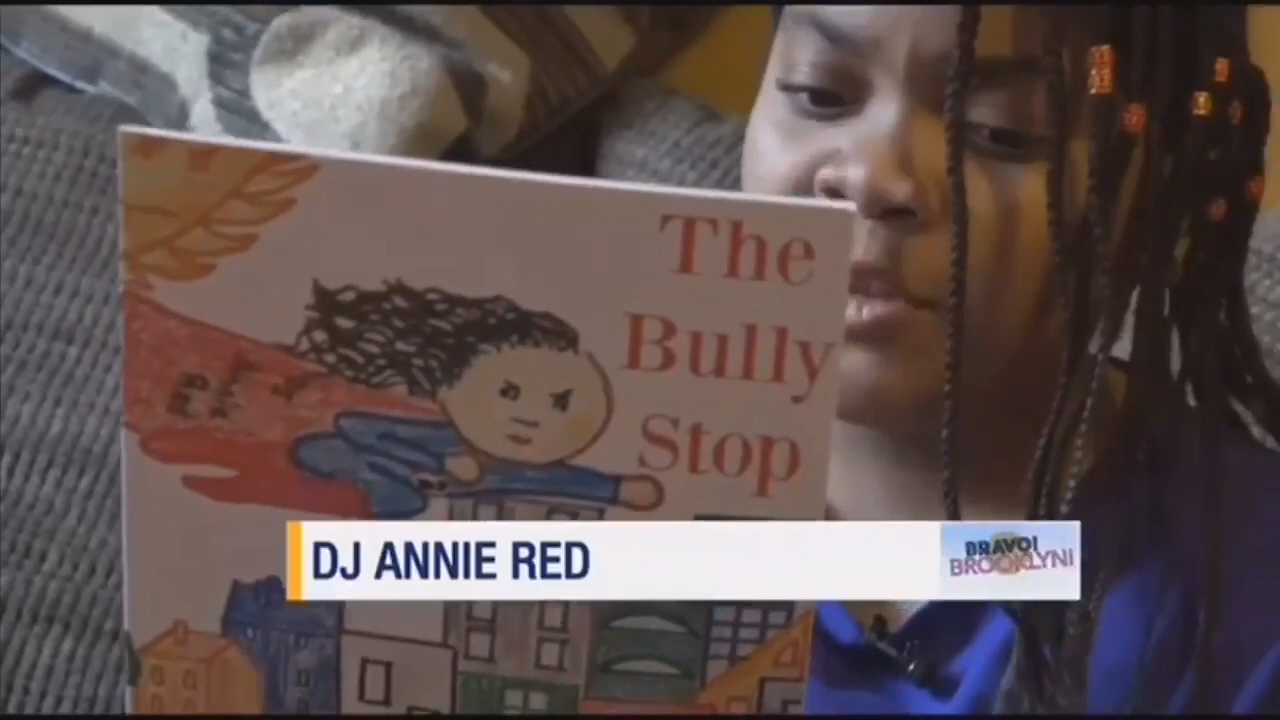 The
Bully
Stop
DJ ANNIE RED
BRAVO!
BROOKLYN!